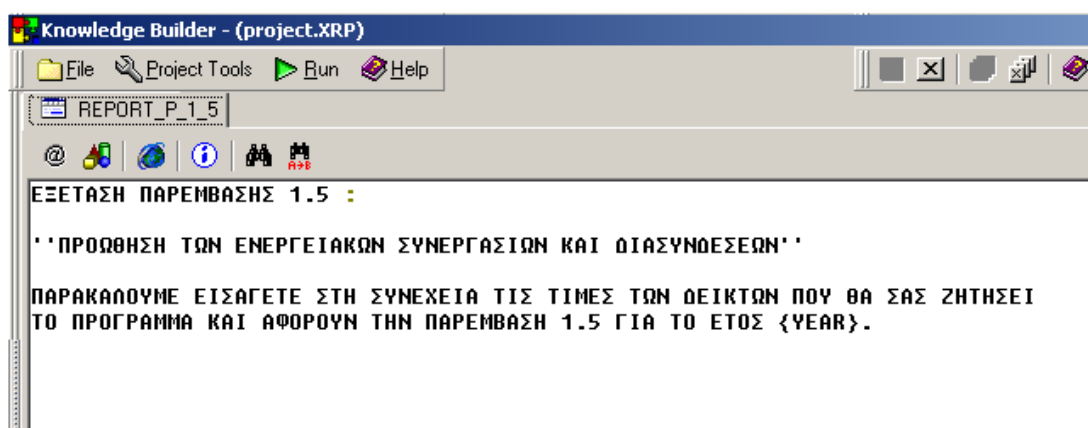 Knowledge Builder - (project.XRP)
File Project Tools Run Help
REPORT_P_1_5
ΕΞΕΤΑΣΗ ΠΑΡΕΜΒΑΣΗΣ 1.5 :
''ΠΡΟΩΘΗΣΗ ΤΩΝ ΕΝΕΡΓΕΙΑΚΩΝ ΣΥΝΕΡΓΑΣΙΩΝ ΚΑΙ ΔΙΑΣΥΝΔΕΣΕΩΝ''
ΠΑΡΑΚΑΛΟΥΜΕ ΕΙΣΑΓΕΤΕ ΣΤΗ ΣΥΝΕΧΕΙΑ ΤΙΣ ΤΙΜΕΣ ΤΩΝ ΔΕΙΚΤΩΝ ΠΟΥ ΘΑ ΣΑΣ ΖΗΤΗΣΕΙ
ΤΟ ΠΡΟΓΡΑΜΜΑ ΚΑΙ ΑΦΟΡΟΥΝ ΤΗΝ ΠΑΡΕΜΒΑΣΗ 1.5 ΓΙΑ ΤΟ ΕΤΟΣ {YEAR}.